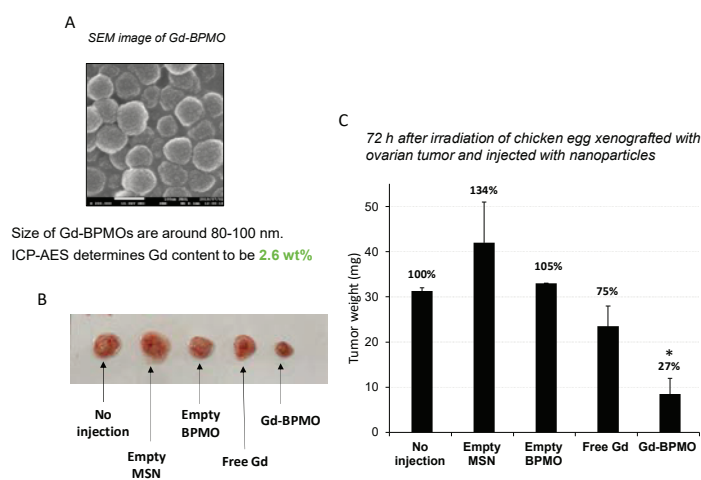 A
SEM image of Gd-BPMO
Size of Gd-BPMOs are around 80-100 nm.
ICP-AES determines Gd content to be 2.6 wt%
B
No
injection
Empty
MSN
Empty
BPMO
Free Gd
Gd-BPMO
C
72 h after irradiation of chicken egg xenografted with
ovarian tumor and injected with nanoparticles
Tumor weight (mg)
50
40
30
20
10
0
100%
134%
105%
75%
*
27%
No
injection
Empty
MSN
Empty
BPMO
Free Gd
Gd-BPMO